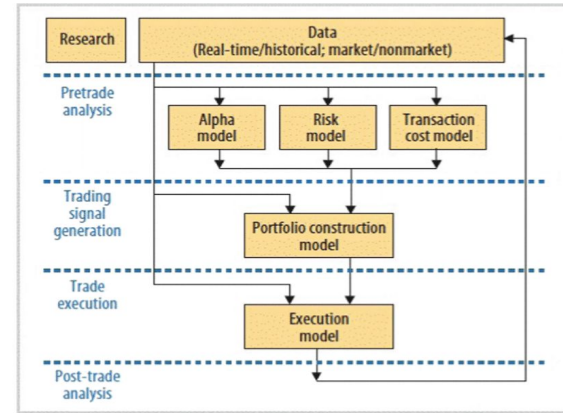 Research
Data
(Real-time/historical; market/nonmarket)
Pretrade
analysis
Alpha
model
Risk
model
Transaction
cost model
Trading
signal
generation
Portfolio construction
model
Trade
execution
Execution
model
Post-trade
analysis